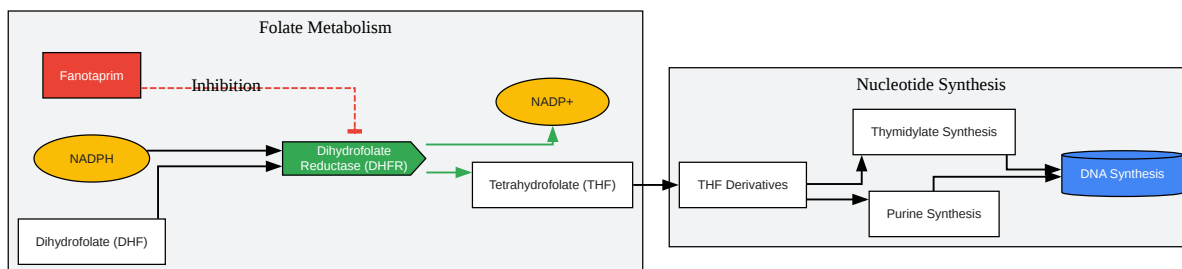 Folate Metabolism
Fanotaprim
Inhibition
NADP+
NADPH
Dihydrofolate
Reductase (DHFR)
Tetrahydrofolate (THF)
Dihydrofolate (DHF)
Nucleotide Synthesis
Thymidylate Synthesis
THF Derivatives
DNA Synthesis
Purine Synthesis